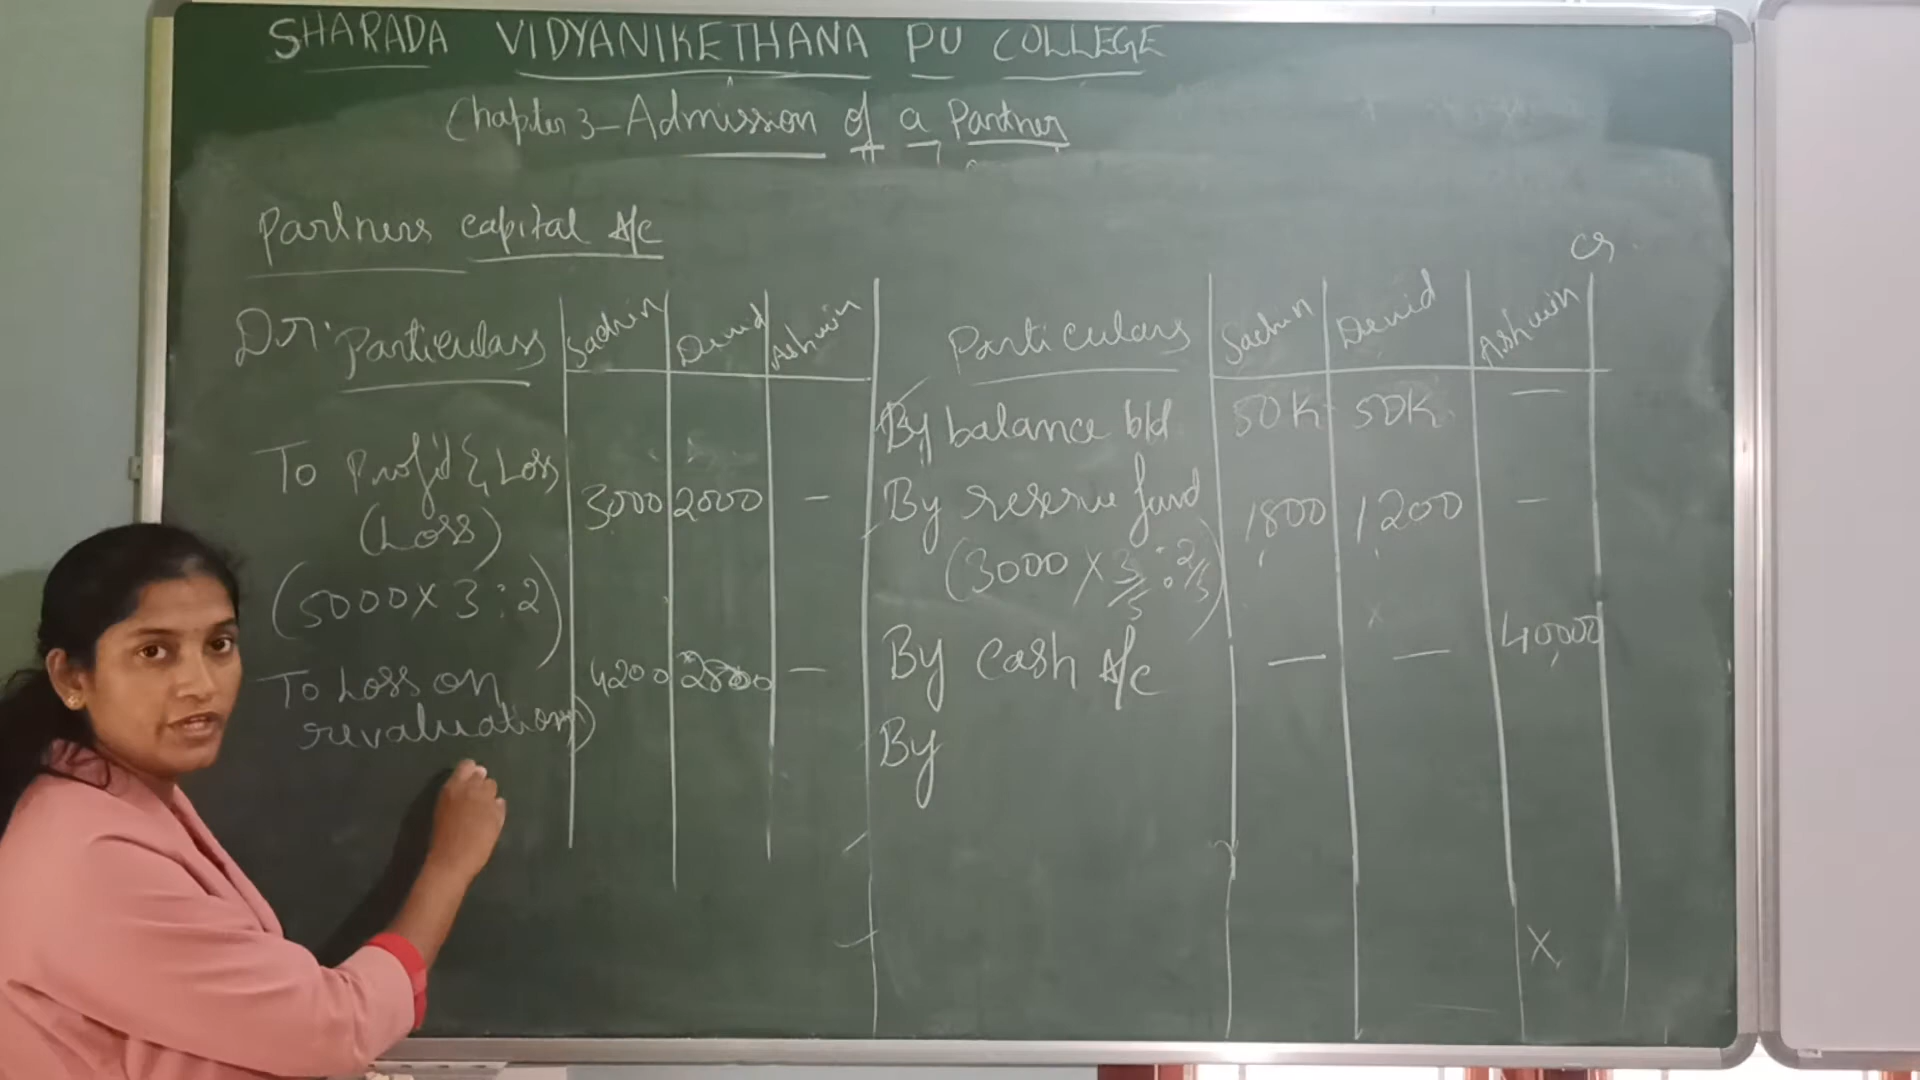 SHARADA VIDYANIKETHANA PU COLLEGE
Chapter 3 - Admission of a Partner
Partners capital A/c
Cr
Dr. Particulars Sachin Devid Ashwin Particulars Sachin Devid Ashwin
By balance b/d 50K 50K —
To Profit & Loss
(Loss) 3000 2000 — By reserve fund 1800 1200 —
(5000 X 3:2) (3000 X 3/5 : 2/5)
To Loss on 4200 2800 — By cash A/c — — 40,000
revaluation) By
X